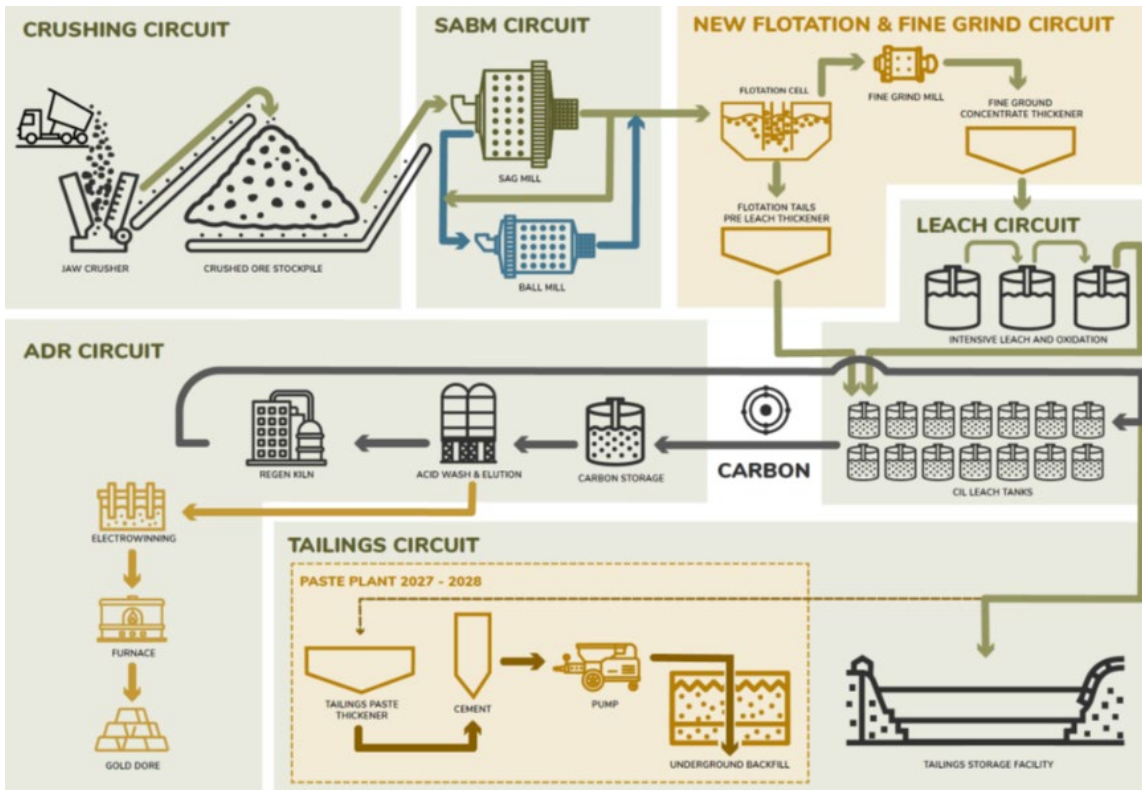 CRUSHING CIRCUIT
JAW CRUSHER
CRUSHED ORE STOCKPILE
SABM CIRCUIT
SAG MILL
BALL MILL
NEW FLOTATION & FINE GRIND CIRCUIT
FLOTATION CELL
FINE GRIND MILL
FINE GROUND
CONCENTRATE THICKENER
FLOTATION TAILS
PRE LEACH THICKENER
LEACH CIRCUIT
INTENSIVE LEACH AND OXIDATION
CIL LEACH TANKS
CARBON
ADR CIRCUIT
REGEN KILN
ACID WASH & ELUTION
CARBON STORAGE
ELECTROWINNING
FURNACE
GOLD DORE
TAILINGS CIRCUIT
PASTE PLANT 2027 - 2028
TAILINGS PASTE
THICKENER
CEMENT
PUMP
UNDERGROUND BACKFILL
TAILINGS STORAGE FACILITY